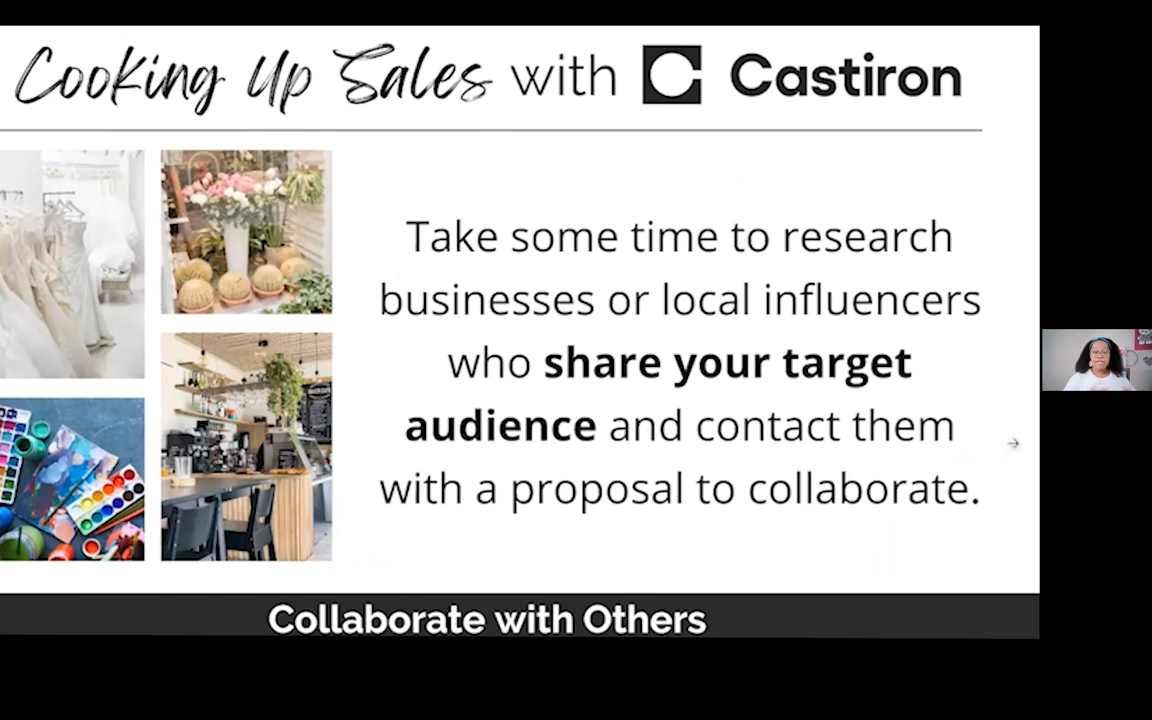 Cooking Up Sales with Castiron
Take some time to research
businesses or local influencers
who share your target
audience and contact them
with a proposal to collaborate.
Collaborate with Others